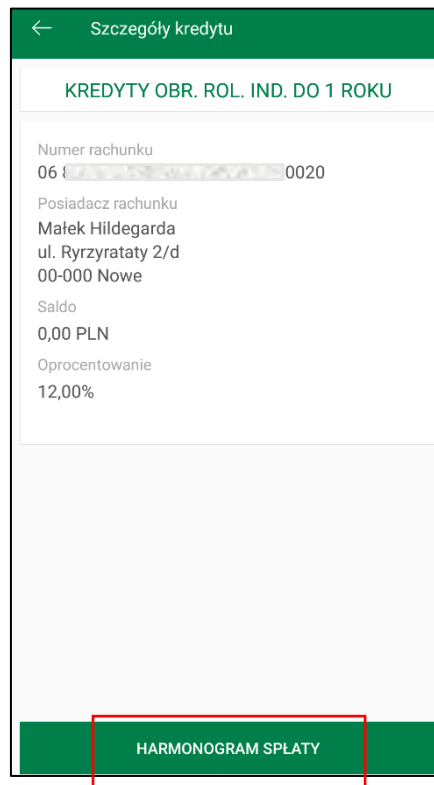 Szczegóły kredytu
KREDYTY OBR. ROL. IND. DO 1 ROKU
Numer rachunku
06 0020
Posiadacz rachunku
Małek Hildegarda
ul. Ryrzyrataty 2/d
00-000 Nowe
Saldo
0,00 PLN
Oprocentowanie
12,00%
HARMONOGRAM SPŁATY